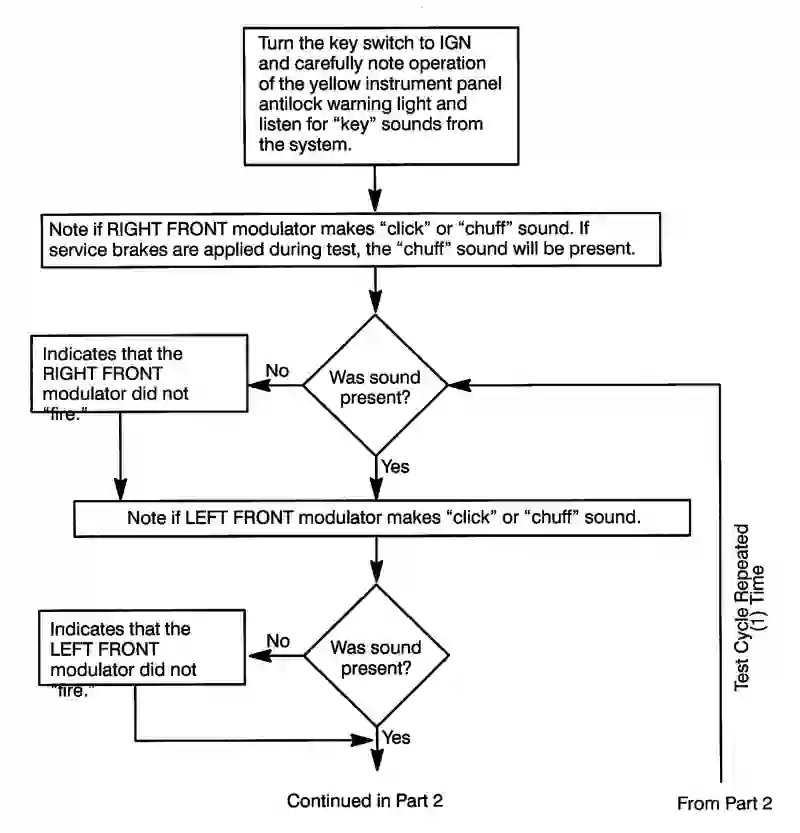 Turn the key switch to IGN
and carefully note operation
of the yellow instrument panel
antilock warning light and
listen for “key” sounds from
the system.
Note if RIGHT FRONT modulator makes “click” or “chuff” sound. If
service brakes are applied during test, the “chuff” sound will be present.
Indicates that the
RIGHT FRONT
modulator did not
“fire.”
No
Was sound
present?
Yes
Note if LEFT FRONT modulator makes “click” or “chuff” sound.
Indicates that the
LEFT FRONT
modulator did not
“fire.”
No
Was sound
present?
Yes
Test Cycle Repeated
(1) Time
Continued in Part 2
From Part 2